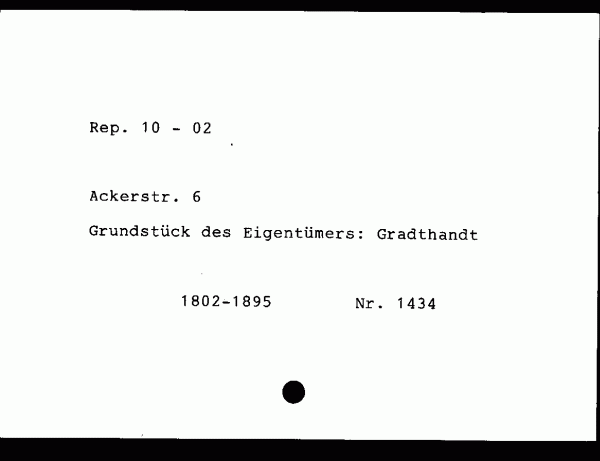 Rep. 10 - 02
Ackerstr. 6
Grundstück des Eigentümers: Gradthandt
1802-1895 Nr. 1434